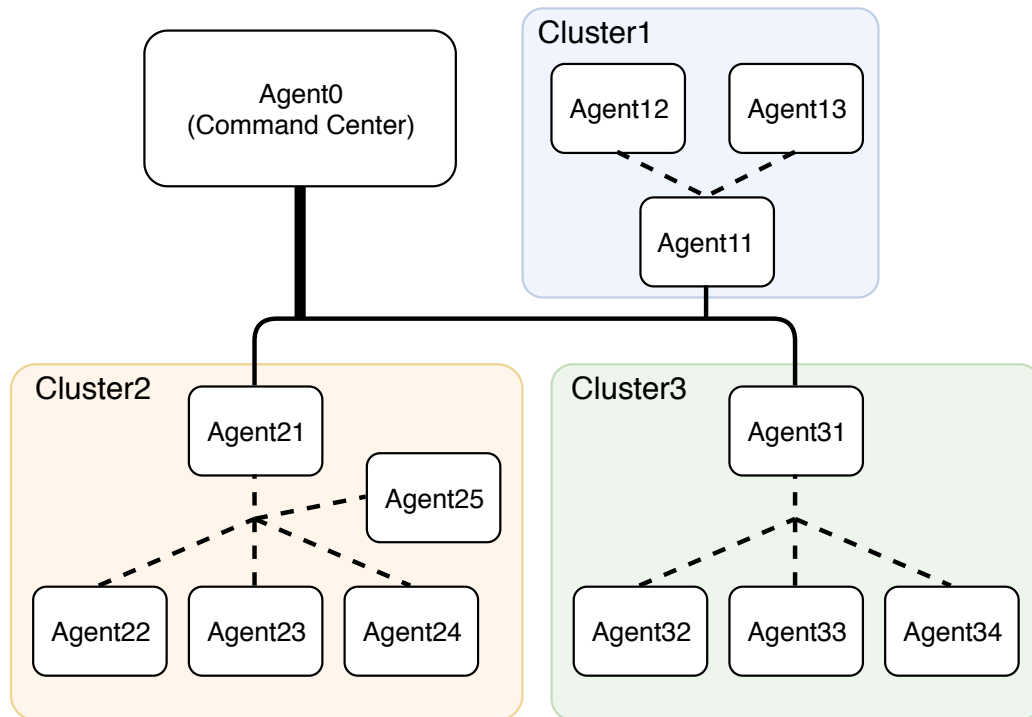 Agent0
(Command Center)
Cluster1
Agent12
Agent13
Agent11
Cluster2
Agent21
Agent25
Agent22
Agent23
Agent24
Cluster3
Agent31
Agent32
Agent33
Agent34